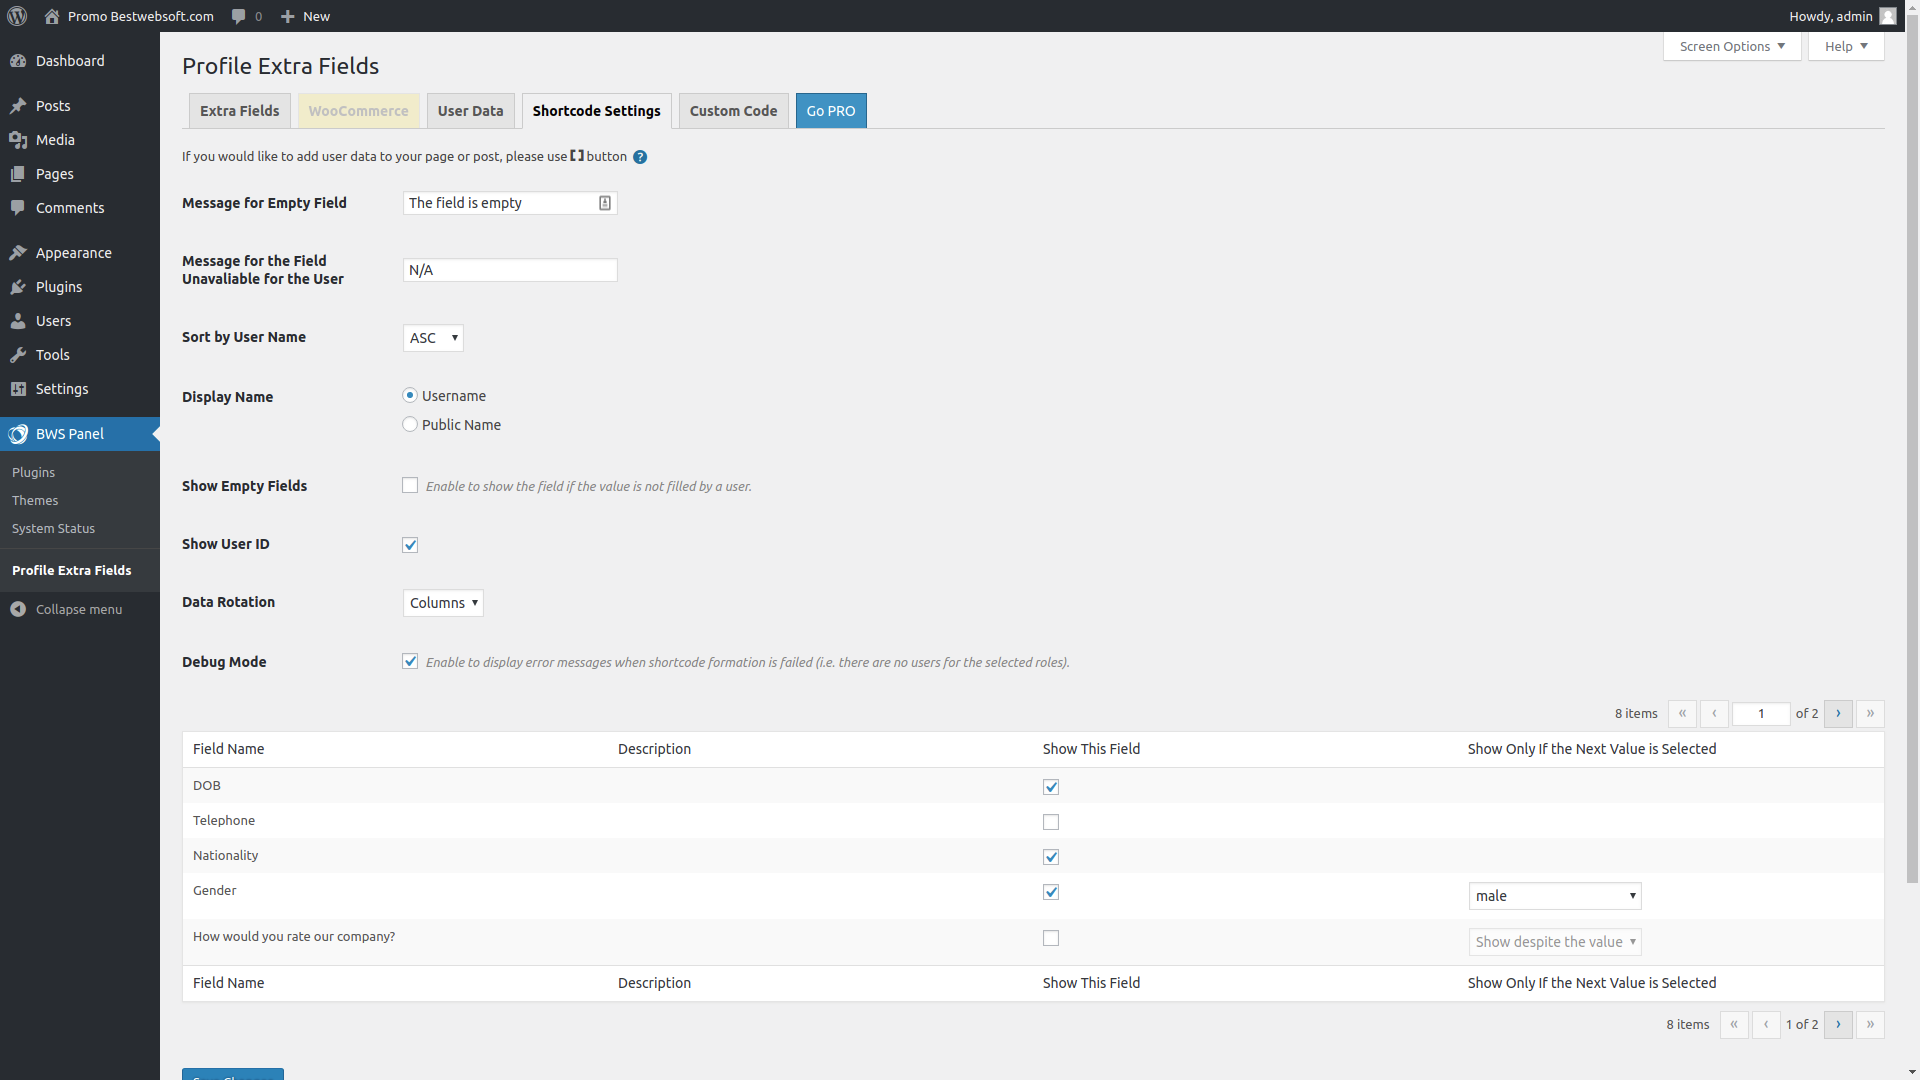 Promo Bestwebsoft.com 0 New Howdy, admin
Screen Options Help
Dashboard
Posts
Media
Pages
Comments
Appearance
Plugins
Users
Tools
Settings
BWS Panel
Plugins
Themes
System Status
Profile Extra Fields
Collapse menu
Profile Extra Fields
Extra Fields WooCommerce User Data Shortcode Settings Custom Code Go PRO
If you would like to add user data to your page or post, please use button ?
Message for Empty Field The field is empty
Message for the Field
Unavaliable for the User
N/A
Sort by User Name ASC
Display Name Username
Public Name
Show Empty Fields Enable to show the field if the value is not filled by a user.
Show User ID
Data Rotation Columns
Debug Mode Enable to display error messages when shortcode formation is failed (i.e. there are no users for the selected roles).
8 items « ‹ 1 of 2 › »
Field Name Description Show This Field Show Only If the Next Value is Selected
DOB
Telephone
Nationality
Gender male
How would you rate our company? Show despite the value
Field Name Description Show This Field Show Only If the Next Value is Selected
8 items « ‹ 1 of 2 › »